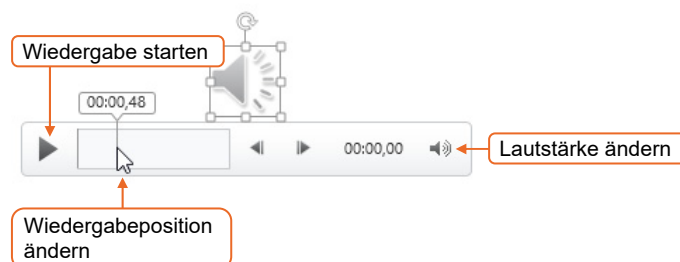 Wiedergabe starten
00:00,48
00:00,00
Lautstärke ändern
Wiedergabeposition
ändern